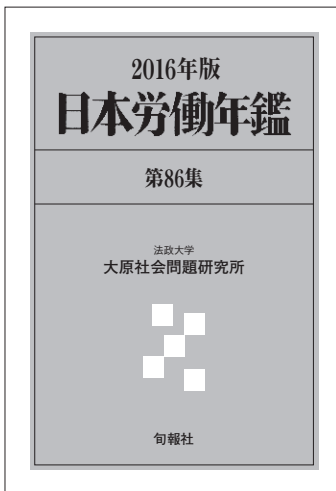 2016年版
日本労働年鑑
第86集
法政大学
大原社会問題研究所
旬報社